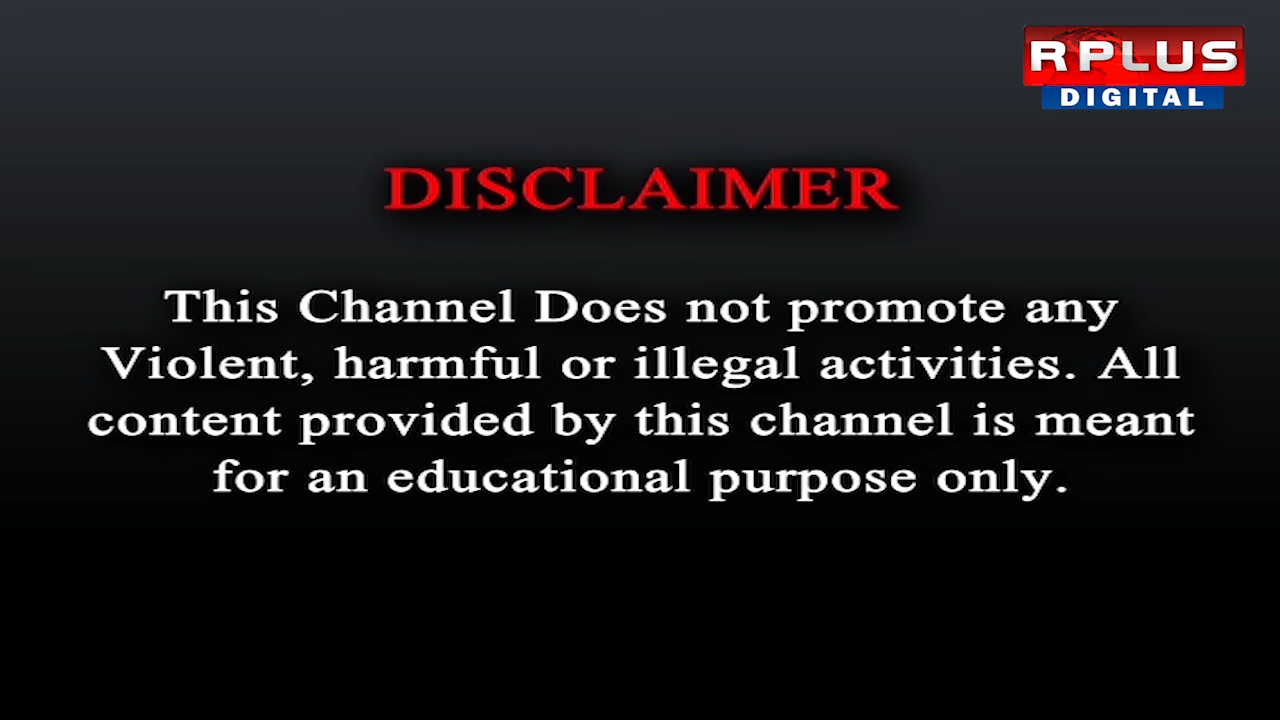 RPLUS
DIGITAL
DISCLAIMER
This Channel Does not promote any
Violent, harmful or illegal activities. All
content provided by this channel is meant
for an educational purpose only.